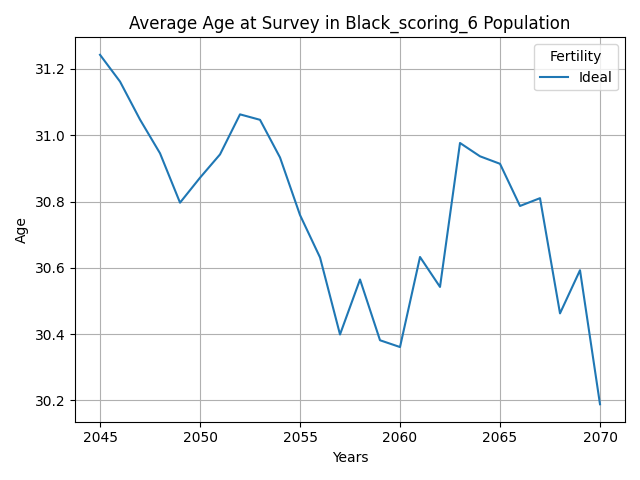 Average Age at Survey in Black_scoring_6 Population
Fertility
Ideal
31.2
31.0
30.8
30.6
30.4
30.2
Age
2045 2050 2055 2060 2065 2070
Years